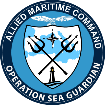 ALLIED MARITIME COMMAND
OPERATION SEA GUARDIAN